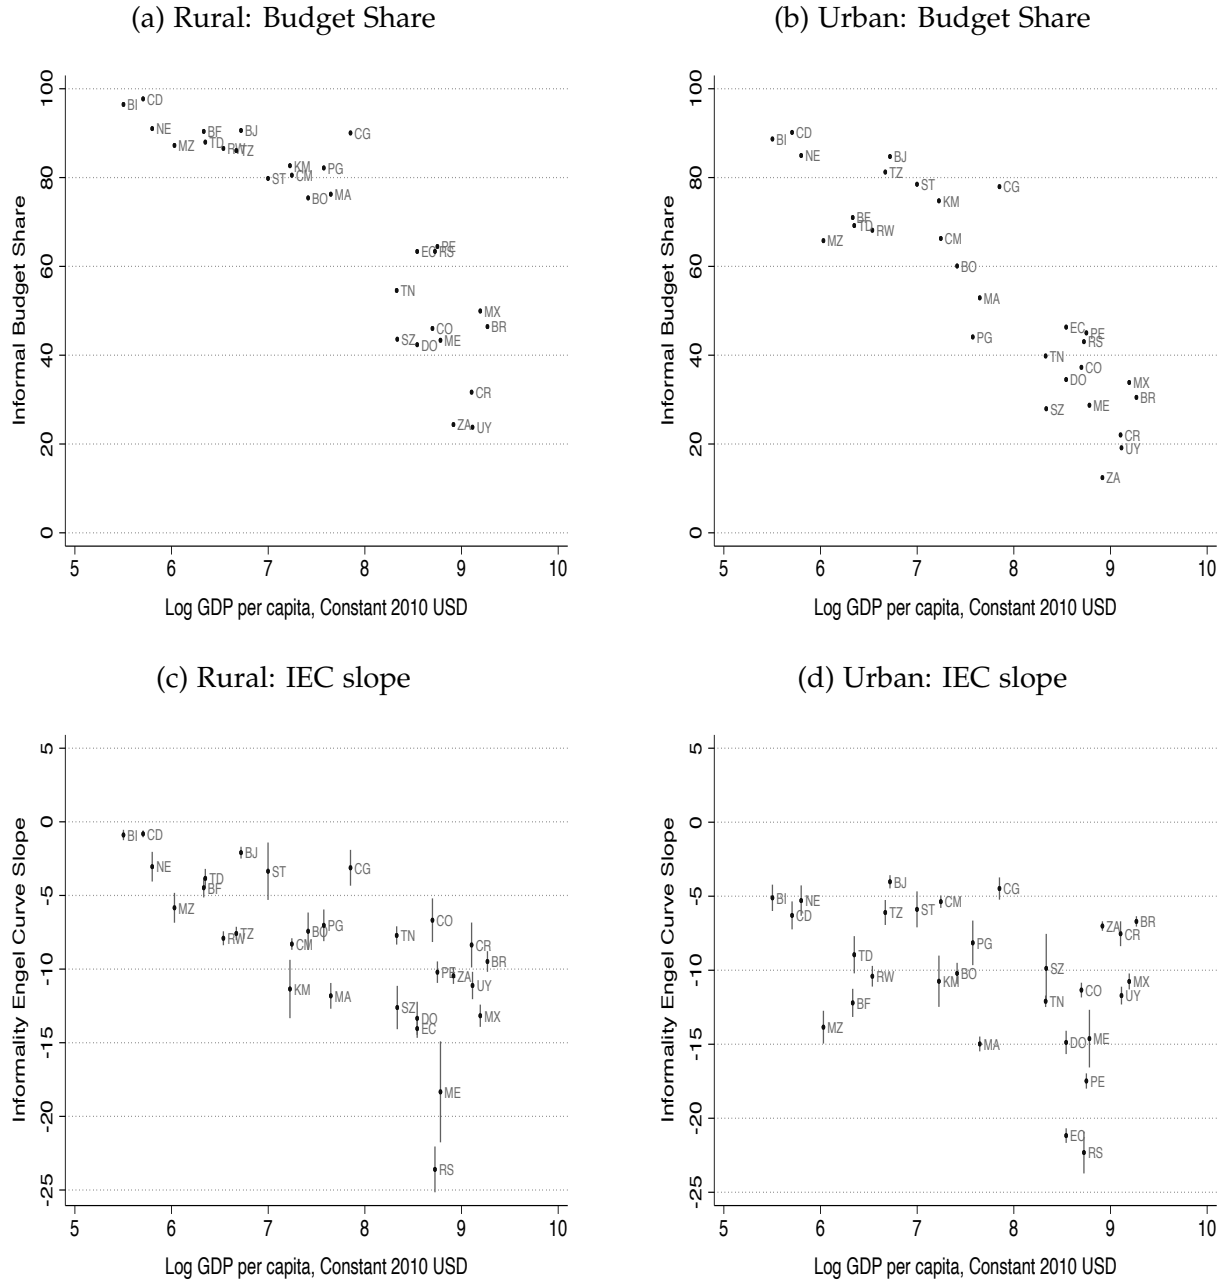 (a) Rural: Budget Share
Informal Budget Share
100
80
60
40
20
0
BI
CD
NE
MZ
BF
TD
RW
BJ
TZ
ST
KM
CM
BO
PG
MA
CG
EC
RS
PE
TN
SZ
CO
DO
ME
MX
BR
CR
ZA
UY
5 6 7 8 9 10
Log GDP per capita, Constant 2010 USD
(b) Urban: Budget Share
Informal Budget Share
100
80
60
40
20
0
BI
CD
NE
MZ
BF
TD
RW
BJ
TZ
ST
KM
CM
BO
CG
MA
PG
EC
PE
RS
TN
CO
DO
SZ
ME
MX
BR
CR
UY
ZA
5 6 7 8 9 10
Log GDP per capita, Constant 2010 USD
(c) Rural: IEC slope
Informality Engel Curve Slope
5
0
-5
-10
-15
-20
-25
BI
CD
NE
BJ
ST
CG
TD
BF
MZ
RW
TZ
CM
BO
PG
KM
MA
TN
CO
CR
PE
ZA
BR
UY
SZ
DO
EC
MX
ME
RS
5 6 7 8 9 10
Log GDP per capita, Constant 2010 USD
(d) Urban: IEC slope
Informality Engel Curve Slope
5
0
-5
-10
-15
-20
-25
BI
NE
CD
BJ
TZ
ST
CM
CG
TD
RW
BF
MZ
PG
BO
KM
MA
ZA
BR
CR
SZ
TN
CO
MX
UY
DO
ME
PE
EC
RS
5 6 7 8 9 10
Log GDP per capita, Constant 2010 USD